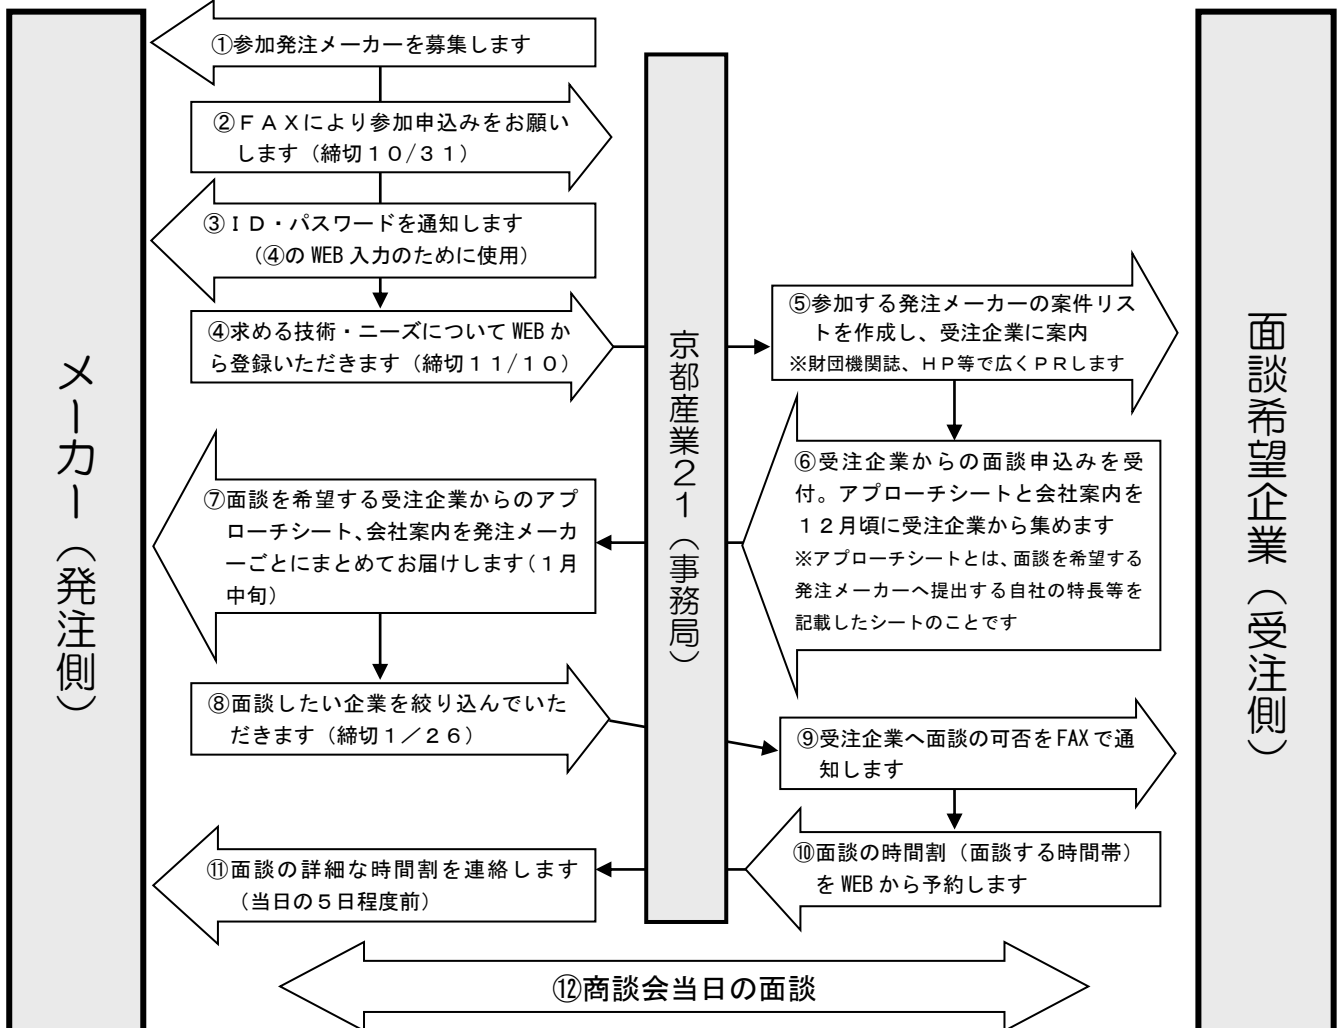 メーカー（発注側）
①参加発注メーカーを募集します
②ＦＡＸにより参加申込みをお願い
します（締切１０/３１）
③ＩＤ・パスワードを通知します
（④の WEB 入力のために使用）
④求める技術・ニーズについて WEB か
ら登録いただきます（締切１１/１０）
京都産業２１（事務局）
⑤参加する発注メーカーの案件リス
トを作成し、受注企業に案内
※財団機関誌、ＨＰ等で広くＰＲします
⑥受注企業からの面談申込みを受
付。アプローチシートと会社案内を
１２月頃に受注企業から集めます
※アプローチシートとは、面談を希望する
発注メーカーへ提出する自社の特長等を
記載したシートのことです
⑦面談を希望する受注企業からのアプ
ローチシート、会社案内を発注メーカ
ーごとにまとめてお届けします（１月
中旬）
⑧面談したい企業を絞り込んでいた
だきます（締切１／２６）
⑨受注企業へ面談の可否を FAX で通
知します
⑩面談の時間割（面談する時間帯）
を WEB から予約します
⑪面談の詳細な時間割を連絡します
（当日の５日程度前）
⑫商談会当日の面談
面談希望企業（受注側）